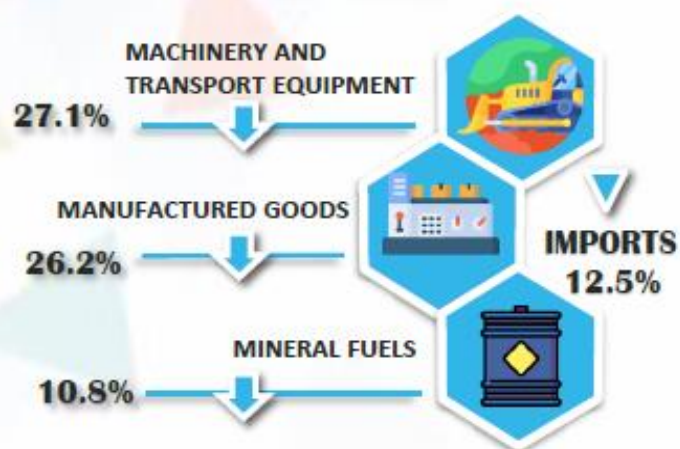 MACHINERY AND
TRANSPORT EQUIPMENT
27.1%
MANUFACTURED GOODS
26.2%
IMPORTS
12.5%
MINERAL FUELS
10.8%